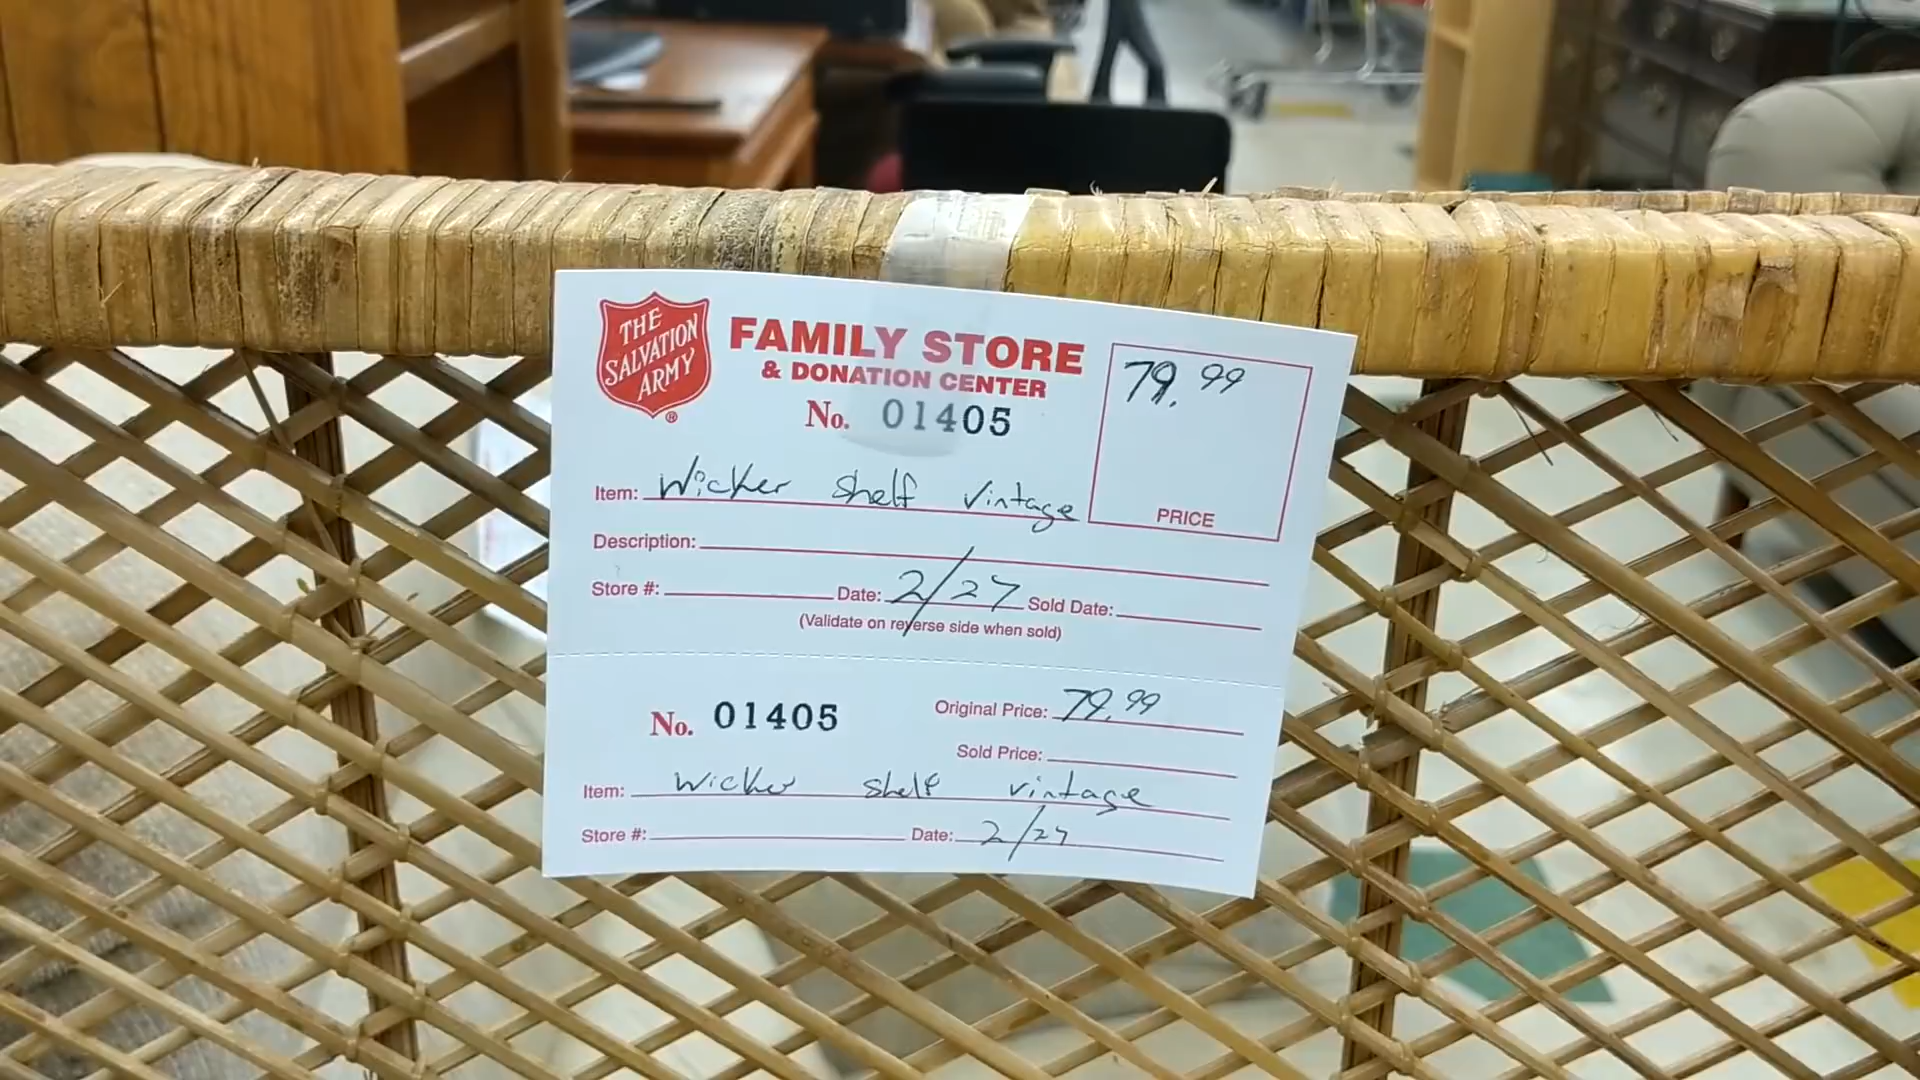 THE
SALVATION
ARMY
®
FAMILY STORE
& DONATION CENTER
No. 01405
79.99
PRICE
Item: Wicker shelf vintage
Description:
Store #: Date: 2/27 Sold Date:
(Validate on reverse side when sold)
No. 01405
Original Price: 79.99
Sold Price:
Item: wicker shelf vintage
Store #: Date: 2/27